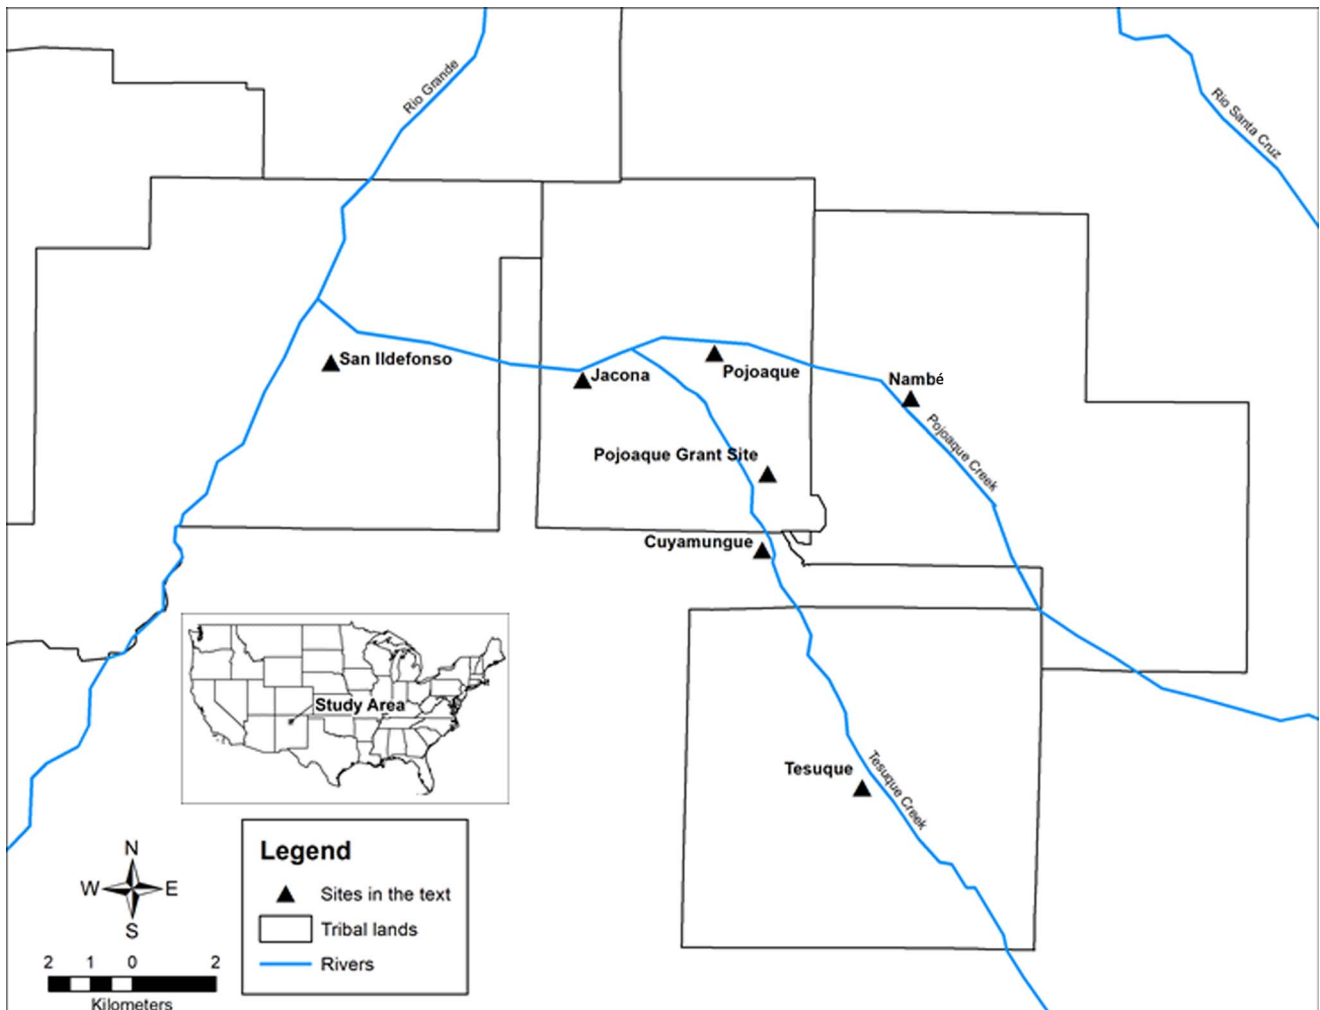 Rio Grande
Rio Santa Cruz
San Ildefonso
Jacona
Pojoaque
Nambé
Pojoaque Creek
Pojoaque Grant Site
Cuyamungue
Study Area
Tesuque
Tesuque Creek
N
W E
S
2 1 0 2
Kilometers
Legend
Sites in the text
Tribal lands
Rivers